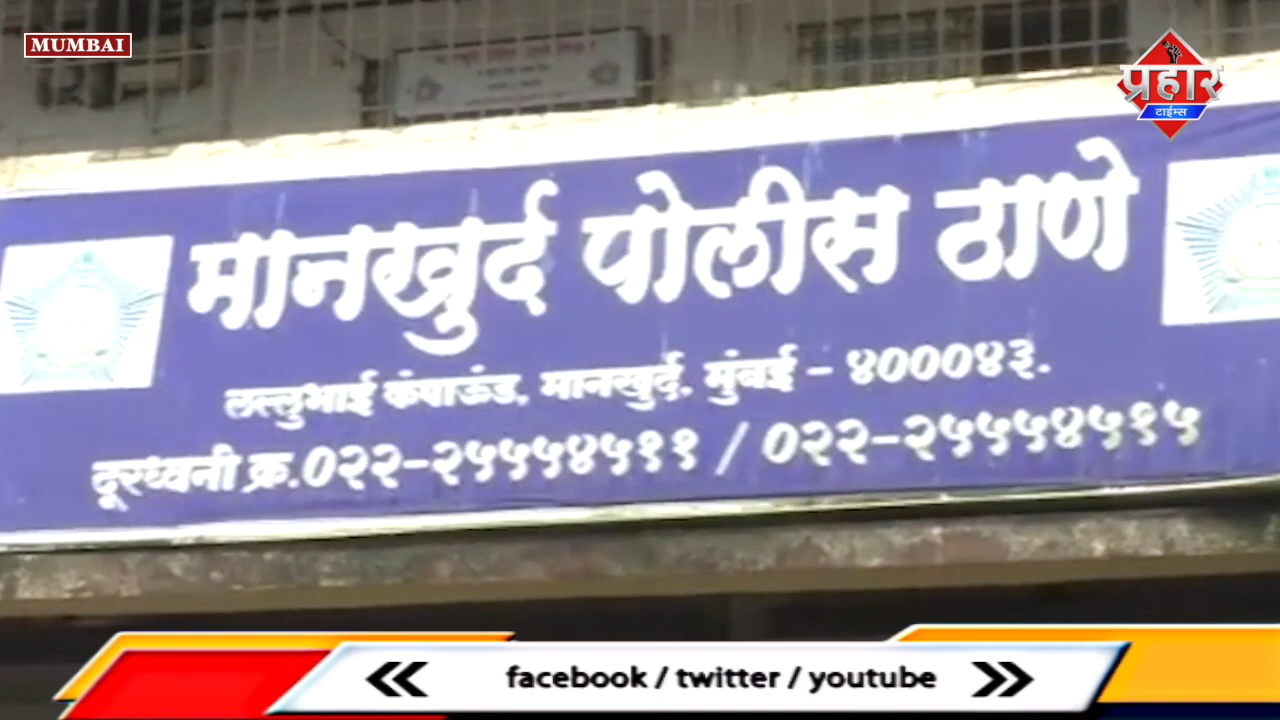 MUMBAI
प्रहार
टाईम्स
मानखुर्द पोलीस ठाणे
लल्लुभाई कंपाऊंड, मानखुर्द, मुंबई - ४०००४३.
दूरध्वनी क्र.०२२-२५५५४५११ / ०२२-२५५५४५१५
facebook / twitter / youtube